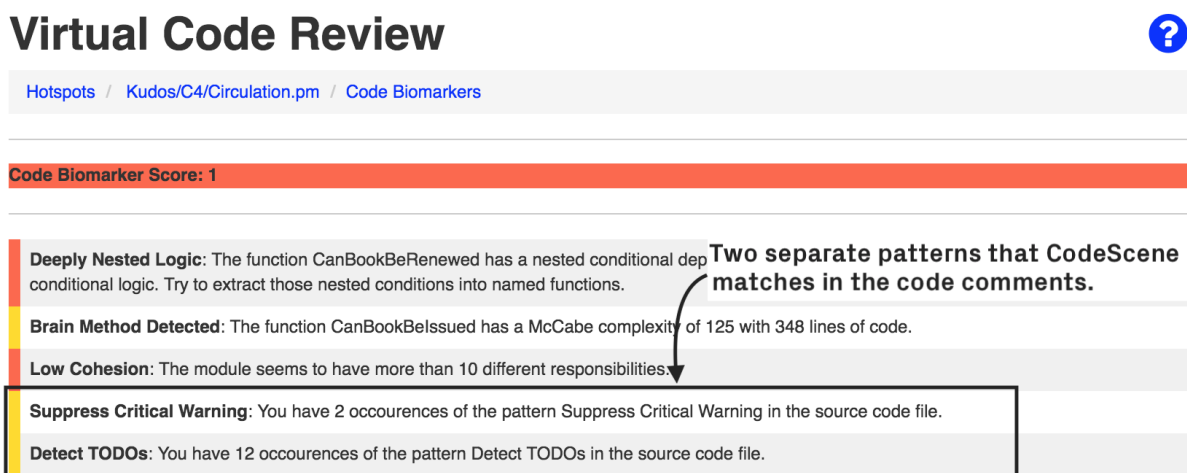 Virtual Code Review
?
Hotspots / Kudos/C4/Circulation.pm / Code Biomarkers
Code Biomarker Score: 1
Deeply Nested Logic: The function CanBookBeRenewed has a nested conditional dep
conditional logic. Try to extract those nested conditions into named functions.
Two separate patterns that CodeScene
matches in the code comments.
Brain Method Detected: The function CanBookBeIssued has a McCabe complexity of 125 with 348 lines of code.
Low Cohesion: The module seems to have more than 10 different responsibilities.
Suppress Critical Warning: You have 2 occourences of the pattern Suppress Critical Warning in the source code file.
Detect TODOs: You have 12 occourences of the pattern Detect TODOs in the source code file.